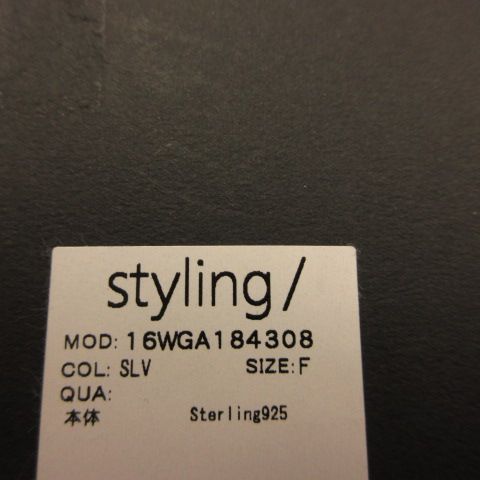 styling/
MOD: 16WGA184308
COL: SLV SIZE: F
QUA:
本体 Sterling925